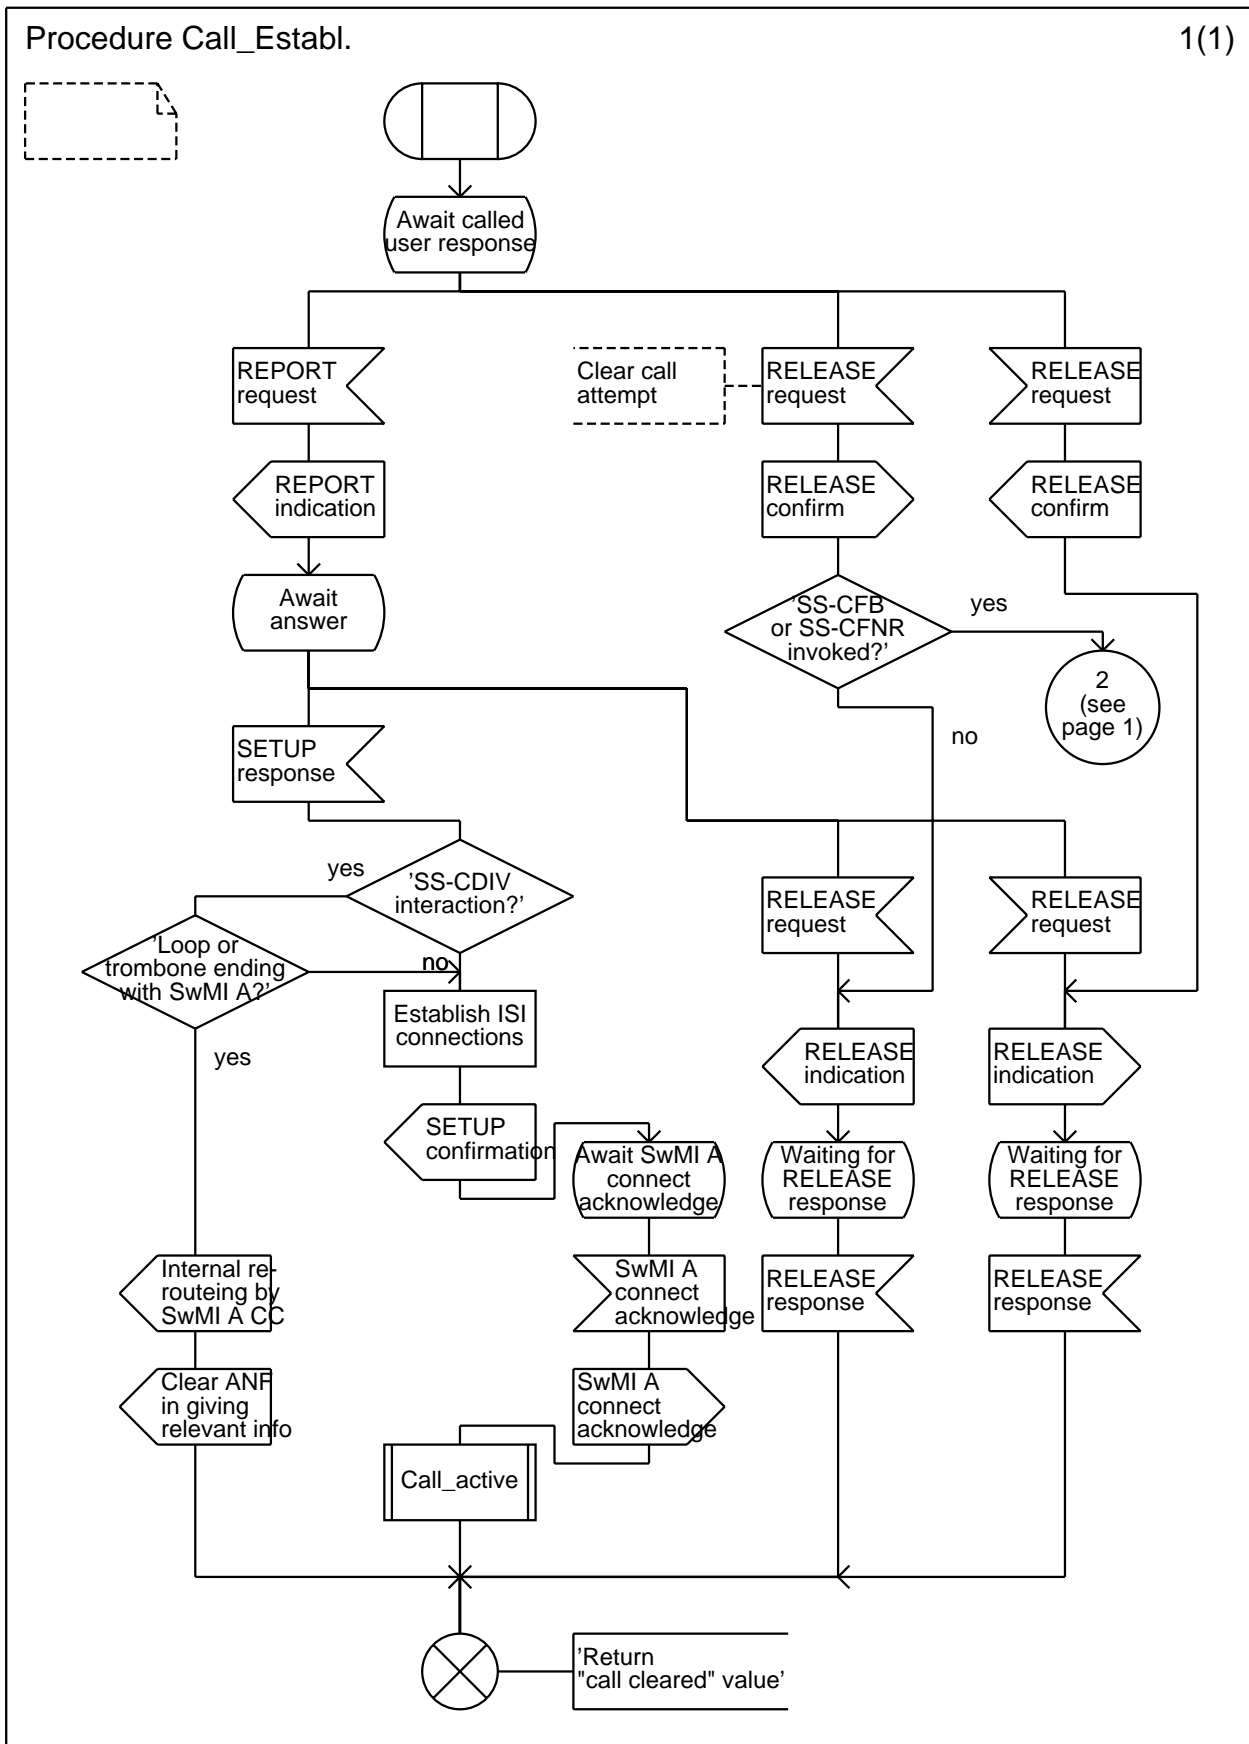 Procedure Call_Establ.
1(1)
Await called
user response
REPORT
request
Clear call
attempt
RELEASE
request
RELEASE
request
REPORT
indication
RELEASE
confirm
RELEASE
confirm
Await
answer
'SS-CFB
or SS-CFNR
invoked?'
yes
2
(see
page 1)
no
SETUP
response
yes
'SS-CDIV
interaction?'
RELEASE
request
RELEASE
request
'Loop or
trombone ending
with SwMI A?'
no
yes
Establish ISI
connections
RELEASE
indication
RELEASE
indication
SETUP
confirmation
Await SwMI A
connect
acknowledge
Waiting for
RELEASE
response
Waiting for
RELEASE
response
Internal re-
routeing by
SwMI A CC
SwMI A
connect
acknowledge
RELEASE
response
RELEASE
response
Clear ANF
in giving
relevant info
SwMI A
connect
acknowledge
Call_active
'Return
"call cleared" value'